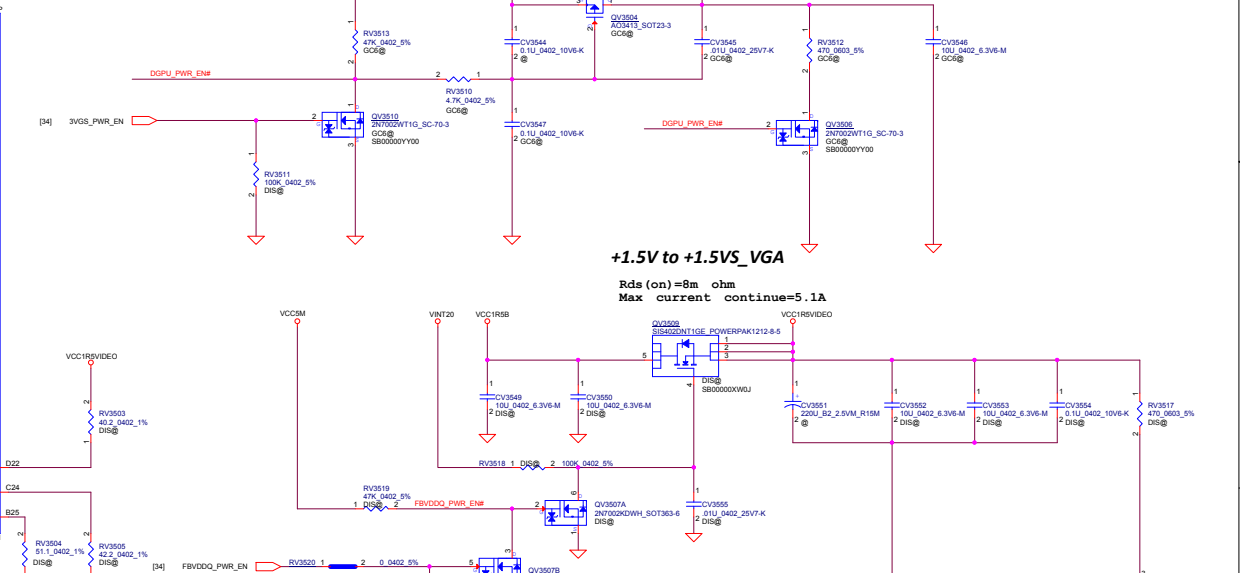 QV3504
AO3413_SOT23-3
GC6@
RV3513
47K_0402_5%
GC6@
CV3544
0.1U_0402_10V6-K
@
CV3545
.01U_0402_25V7-K
GC6@
RV3512
470_0603_5%
GC6@
CV3546
10U_0402_6.3V6-M
GC6@
DGPU_PWR_EN#
RV3510
4.7K_0402_5%
GC6@
[34] 3VGS_PWR_EN
QV3510
2N7002WT1G_SC-70-3
GC6@
SB00000YY00
CV3547
0.1U_0402_10V6-K
GC6@
DGPU_PWR_EN#
QV3506
2N7002WT1G_SC-70-3
GC6@
SB00000YY00
RV3511
100K_0402_5%
DIS@
+1.5V to +1.5VS_VGA
Rds(on)=8m ohm
Max current continue=5.1A
VCC5M
VINT20
VCC1R5B
VCC1R5VIDEO
QV3509
SIS402DNT1GE_POWERPAK1212-8-5
DIS@
SB00000XW0J
VCC1R5VIDEO
RV3503
40.2_0402_1%
DIS@
CV3549
10U_0402_6.3V6-M
DIS@
CV3550
10U_0402_6.3V6-M
DIS@
CV3551
220U_B2_2.5VM_R15M
@
CV3552
10U_0402_6.3V6-M
DIS@
CV3553
10U_0402_6.3V6-M
DIS@
CV3554
0.1U_0402_10V6-K
DIS@
RV3517
470_0603_5%
DIS@
D22
RV3518 1 DIS@ 2 100K_0402_5%
C24
RV3519
47K_0402_5%
1 DIS@ 2
FBVDDQ_PWR_EN#
QV3507A
2N7002KDWH_SOT363-6
DIS@
CV3555
.01U_0402_25V7-K
DIS@
B25
RV3504
51.1_0402_1%
DIS@
RV3505
42.2_0402_1%
DIS@
[34] FBVDDQ_PWR_EN
RV3520 1 2 0_0402_5%
QV3507B